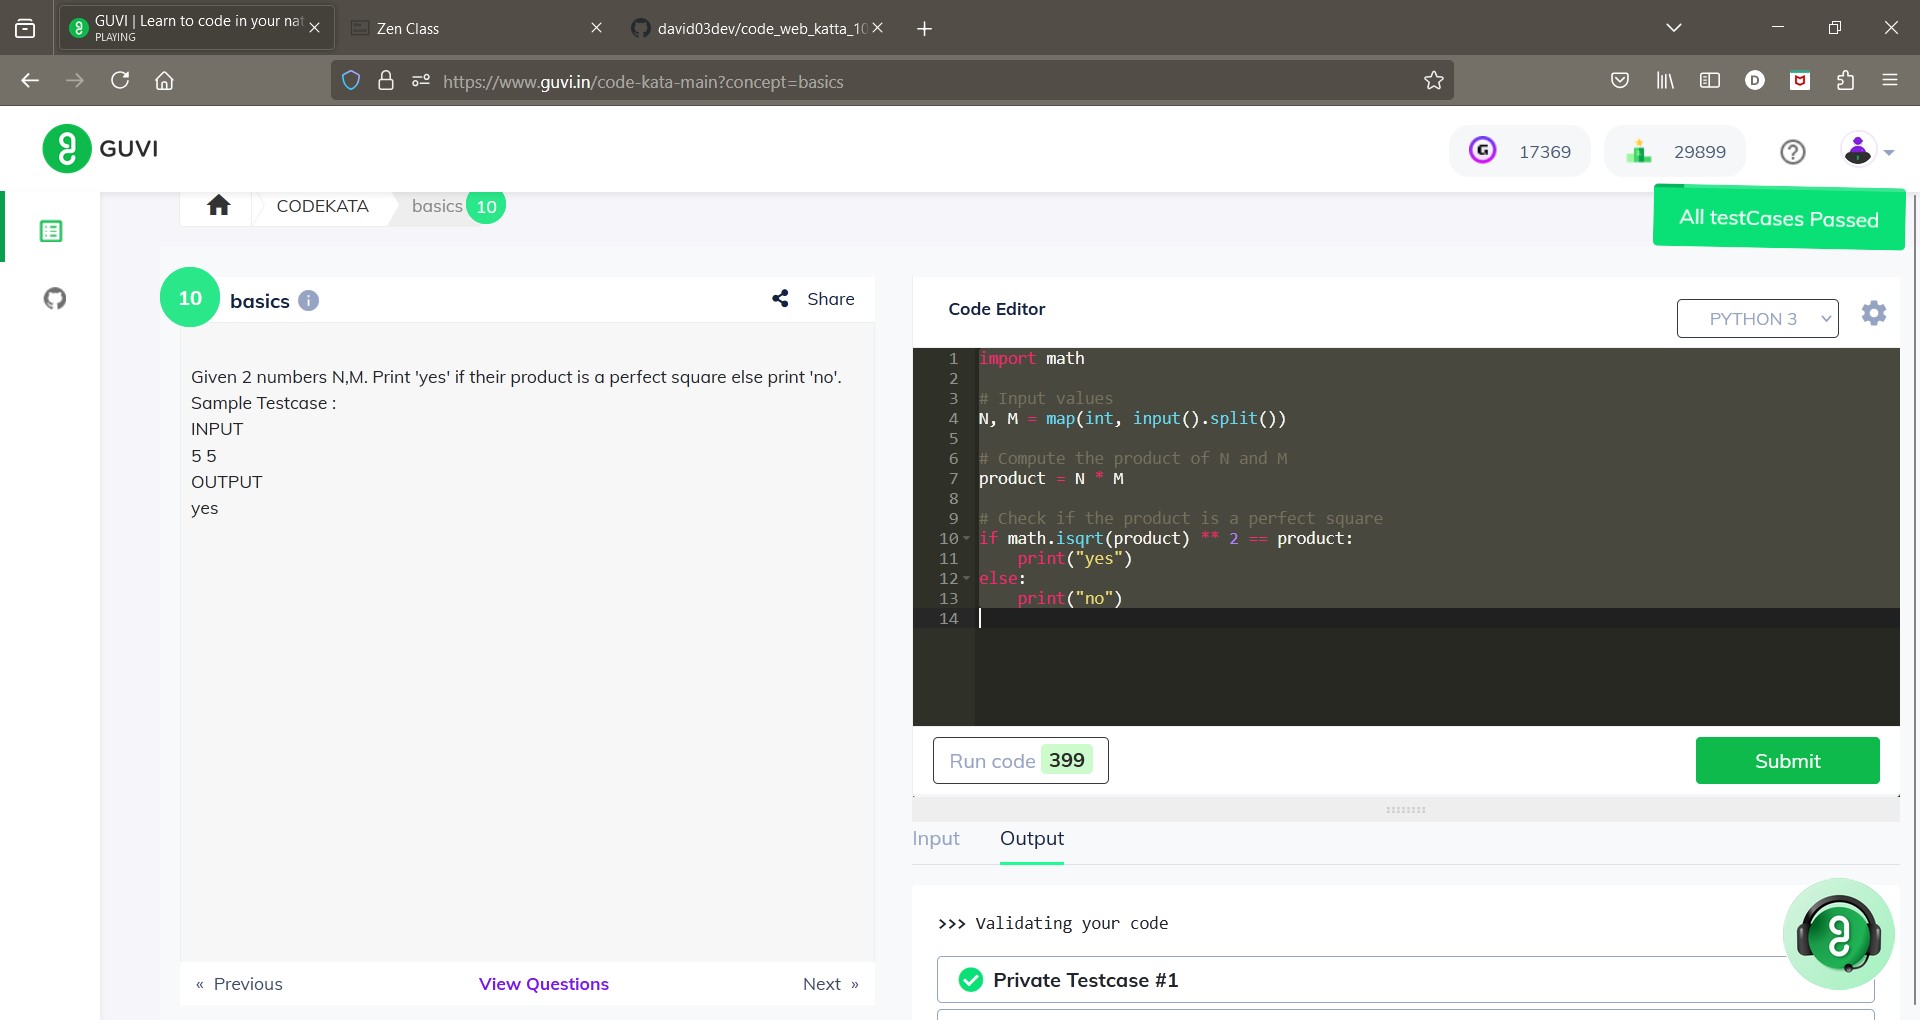 GUVI | Learn to code in your nat
PLAYING
Zen Class
david03dev/code_web_katta_10
https://www.guvi.in/code-kata-main?concept=basics
D
GUVI
G
17369
29899
All testCases Passed
CODEKATA
basics
10
10
basics
Share
Given 2 numbers N,M. Print 'yes' if their product is a perfect square else print 'no'.
Sample Testcase :
INPUT
5 5
OUTPUT
yes
« Previous
View Questions
Next »
Code Editor
PYTHON 3
1 import math
2
3 # Input values
4 N, M = map(int, input().split())
5
6 # Compute the product of N and M
7 product = N * M
8
9 # Check if the product is a perfect square
10 if math.isqrt(product) ** 2 == product:
11     print("yes")
12 else:
13     print("no")
14
Run code 399
Submit
Input
Output
>>> Validating your code
Private Testcase #1